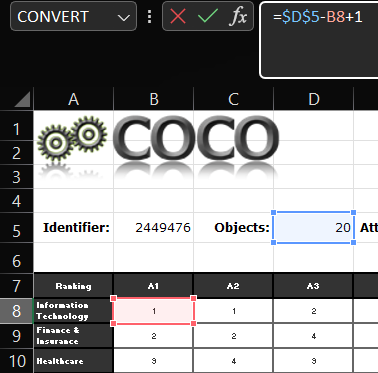 CONVERT fx =$D$5-B8+1
A B C D
1 COCO
2
3
4
5 Identifier: 2449476 Objects: 20 Att
6
7 Ranking A1 A2 A3
8 Information Technology 1 1 2
9 Finance & Insurance 2 2 4
10 Healthcare 3 4 3